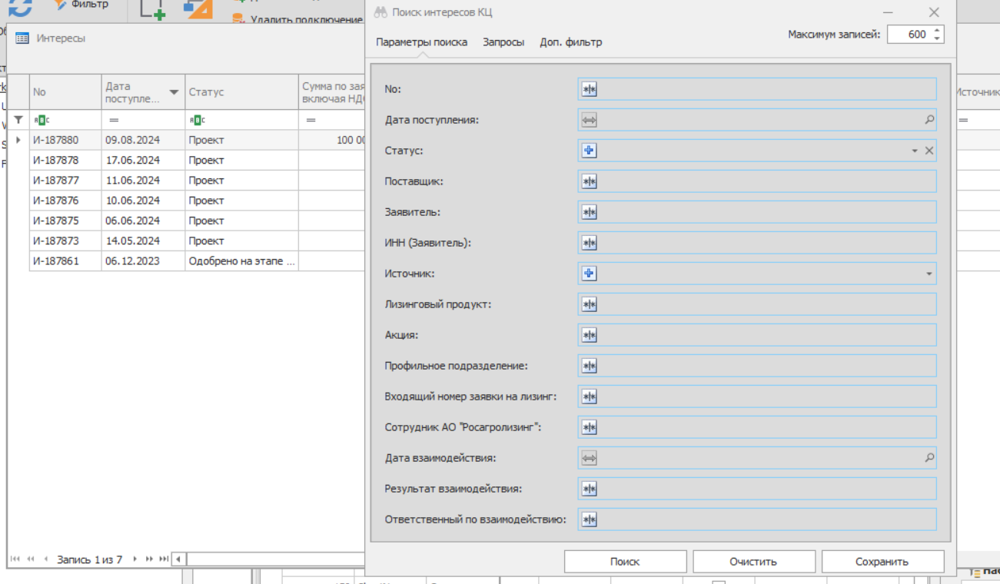 Фильтр
Удалить подключение
Интересы
No
Дата поступле...
Статус
Сумма по
включая
=
=
И-187880 09.08.2024 Проект 100
И-187878 17.06.2024 Проект
И-187877 11.06.2024 Проект
И-187876 10.06.2024 Проект
И-187875 06.06.2024 Проект
И-187873 14.05.2024 Проект
И-187861 06.12.2023 Одобрено на этапе ...
Запись 1 из 7
Поиск интересов КЦ
Параметры поиска Запросы Доп. фильтр
Максимум записей: 600
No:
Дата поступления:
Статус:
Поставщик:
Заявитель:
ИНН (Заявитель):
Источник:
Лизинговый продукт:
Акция:
Профильное подразделение:
Входящий номер заявки на лизинг:
Сотрудник АО "Росагролизинг":
Дата взаимодействия:
Результат взаимодействия:
Ответственный по взаимодействию:
Поиск Очистить Сохранить
Источник
=